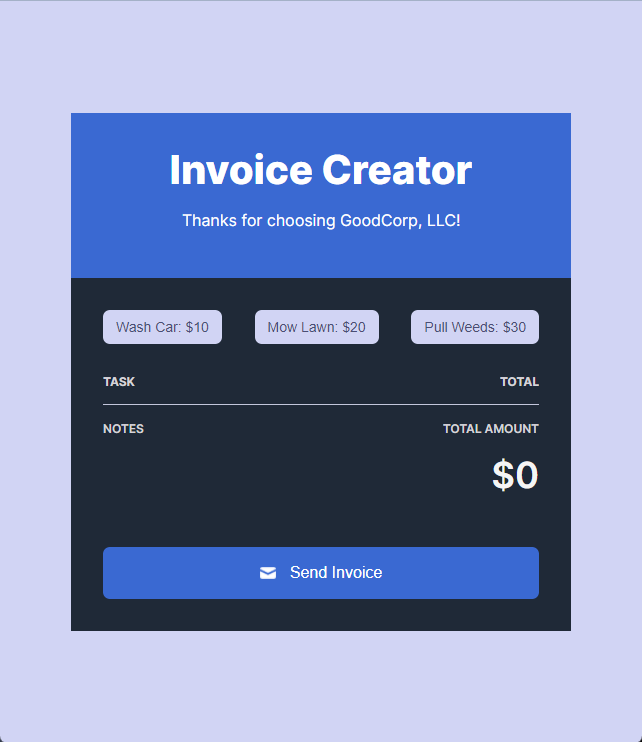 Invoice Creator
Thanks for choosing GoodCorp, LLC!
Wash Car: $10 Mow Lawn: $20 Pull Weeds: $30
TASK TOTAL
NOTES TOTAL AMOUNT
$0
Send Invoice